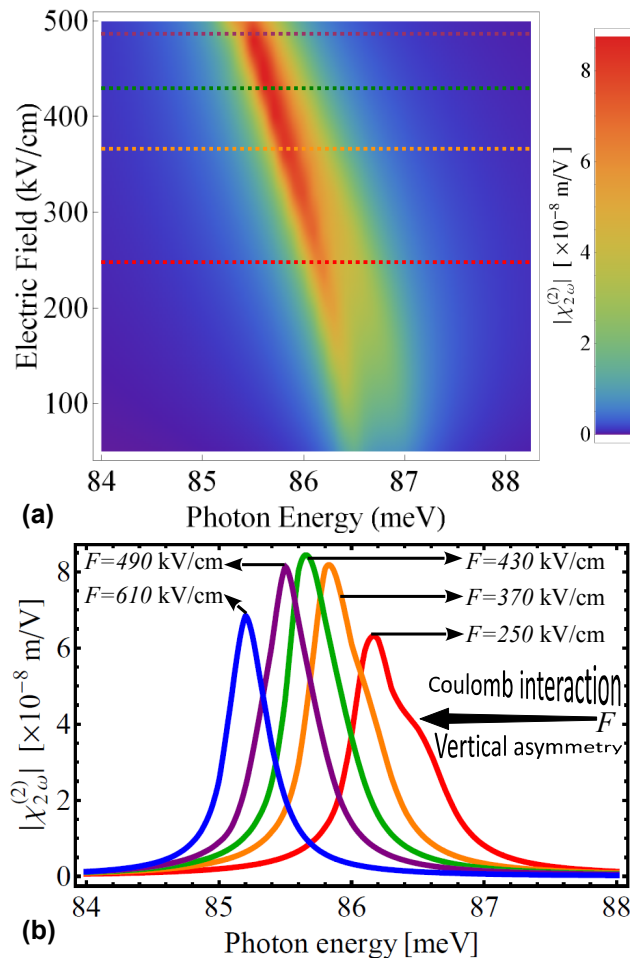 500
400
300
200
100
Electric Field (kV/cm)
84 85 86 87 88
Photon Energy (meV)
8
6
4
2
0
|χ₂ω⁽²⁾| [ ×10⁻⁸ m/V]
(a)
F=490 kV/cm
F=610 kV/cm
F=430 kV/cm
F=370 kV/cm
F=250 kV/cm
Coulomb interaction
F
Vertical asymmetry
8
6
4
2
0
|χ₂ω⁽²⁾| [×10⁻⁸ m/V]
84 85 86 87 88
Photon energy [meV]
(b)